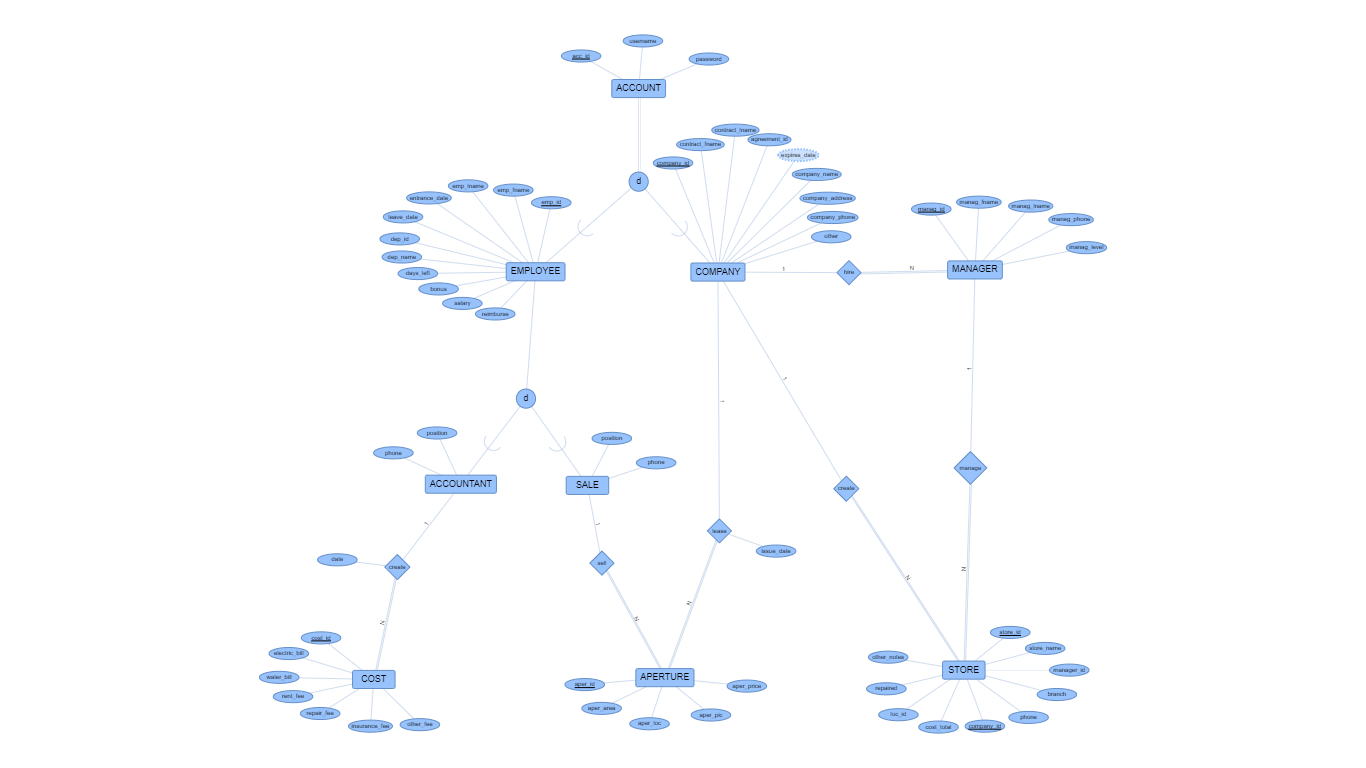 username
acc_id
password
ACCOUNT
contract_lname
agreement_id
contract_fname
expires_date
company_id
company_name
d
emp_lname
emp_fname
entrance_date
emp_id
company_address
manag_id
manag_fname
manag_lname
leave_date
company_phone
manag_phone
dep_id
other
manag_level
dep_name
days_left
EMPLOYEE
COMPANY
1
hire
N
MANAGER
bonus
salary
reimburse
1
1
d
1
position
position
phone
phone
manage
ACCOUNTANT
SALE
create
1
1
lease
issue_date
date
create
sell
N
N
N
N
N
cost_id
store_id
electric_bill
store_name
other_notes
water_bill
COST
APERTURE
STORE
manager_id
aper_id
aper_price
repaired
branch
rent_fee
aper_area
repair_fee
aper_loc
aper_pic
loc_id
phone
insurance_fee
other_fee
cost_total
company_id